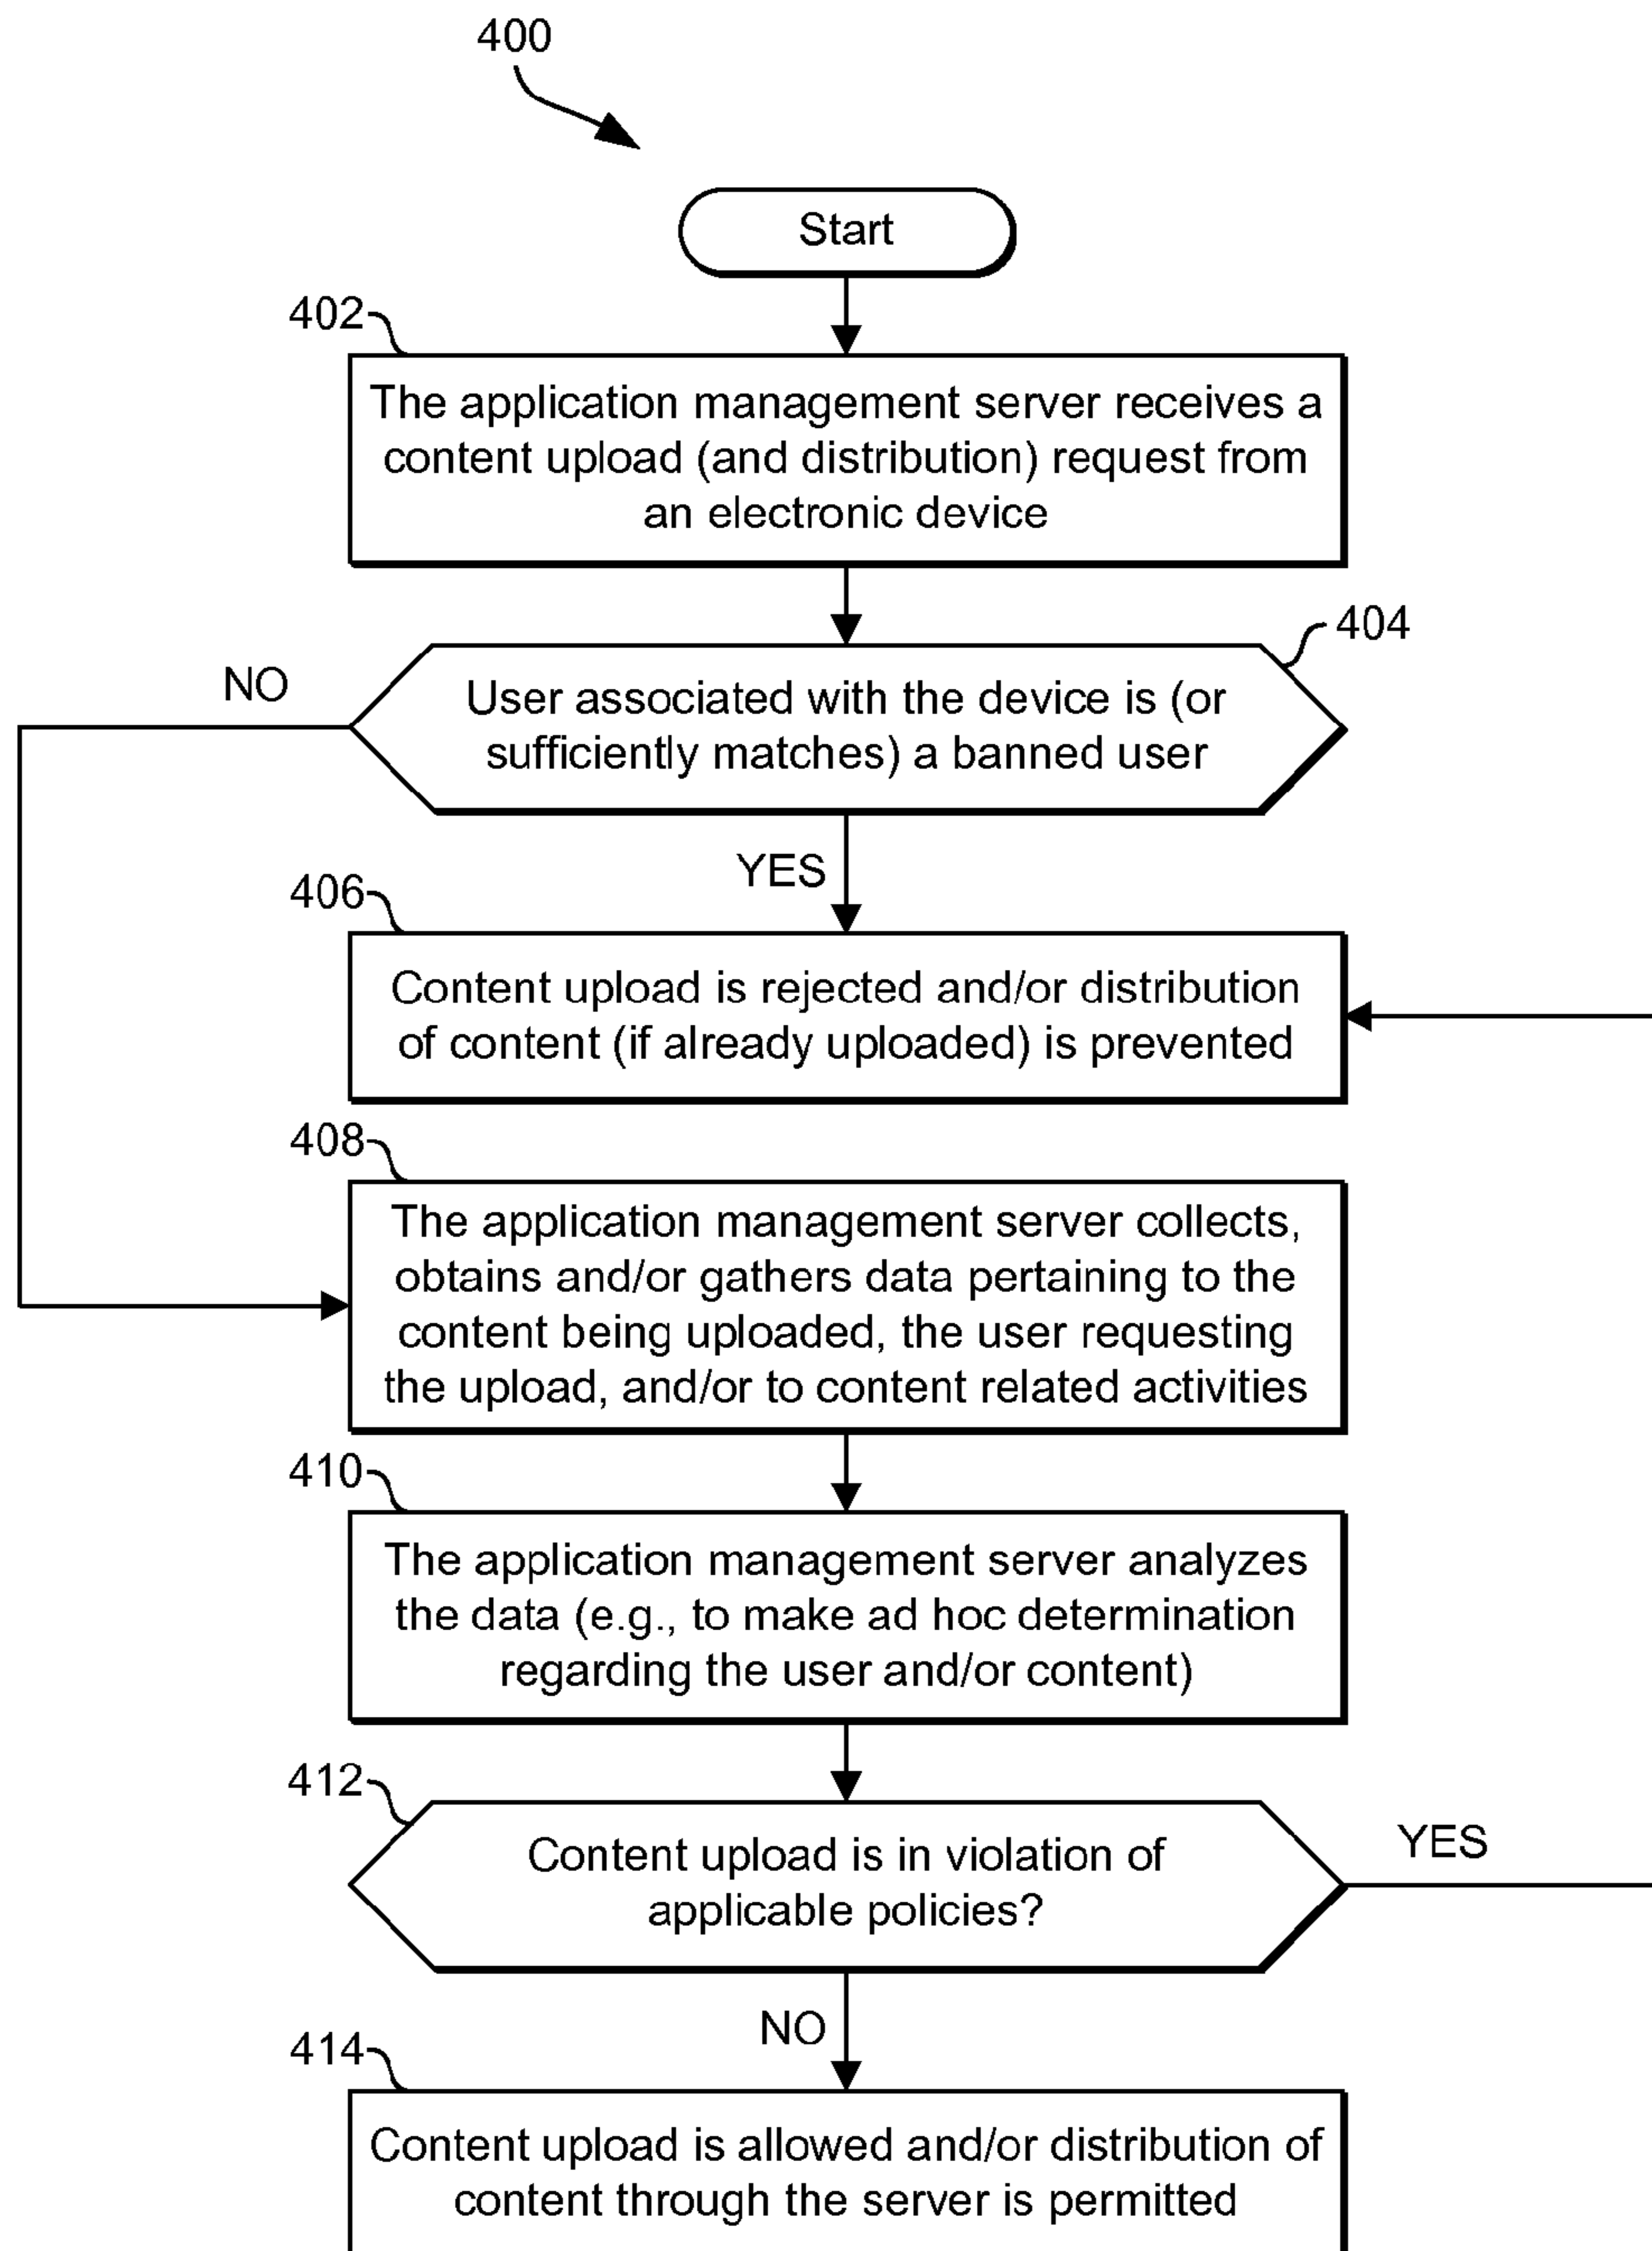 400
Start
402
The application management server receives a
content upload (and distribution) request from
an electronic device
404
User associated with the device is (or
sufficiently matches) a banned user
NO
YES
406
Content upload is rejected and/or distribution
of content (if already uploaded) is prevented
408
The application management server collects,
obtains and/or gathers data pertaining to the
content being uploaded, the user requesting
the upload, and/or to content related activities
410
The application management server analyzes
the data (e.g., to make ad hoc determination
regarding the user and/or content)
412
Content upload is in violation of
applicable policies?
YES
NO
414
Content upload is allowed and/or distribution of
content through the server is permitted